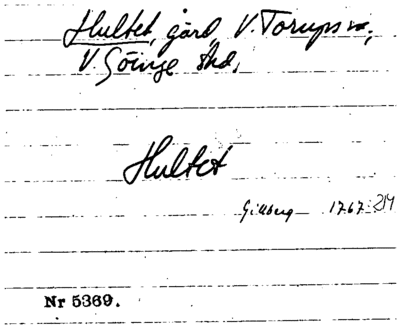 Hultet, gård, V. Torups sn,
V. Göinge hd,
Hultet
Gillberg 1767:214
Nr 5369.